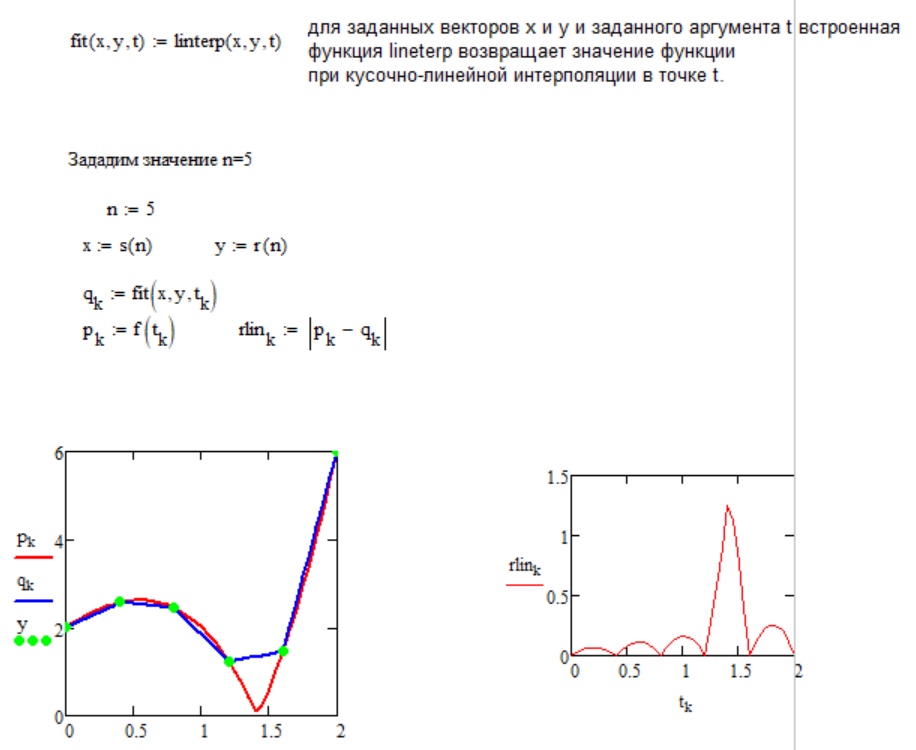 fit(x,y,t) := linterp(x,y,t)
для заданных векторов x и y и заданного аргумента t встроенная
функция lineterp возвращает значение функции
при кусочно-линейной интерполяции в точке t.
Зададим значение n=5
n := 5
x := s(n) y := r(n)
q_k := fit(x,y,t_k)
p_k := f(t_k) rlin_k := |p_k − q_k|
6
4
2
0
p_k
q_k
y
0 0.5 1 1.5 2
1.5
1
0.5
0
rlin_k
0 0.5 1 1.5 2
t_k